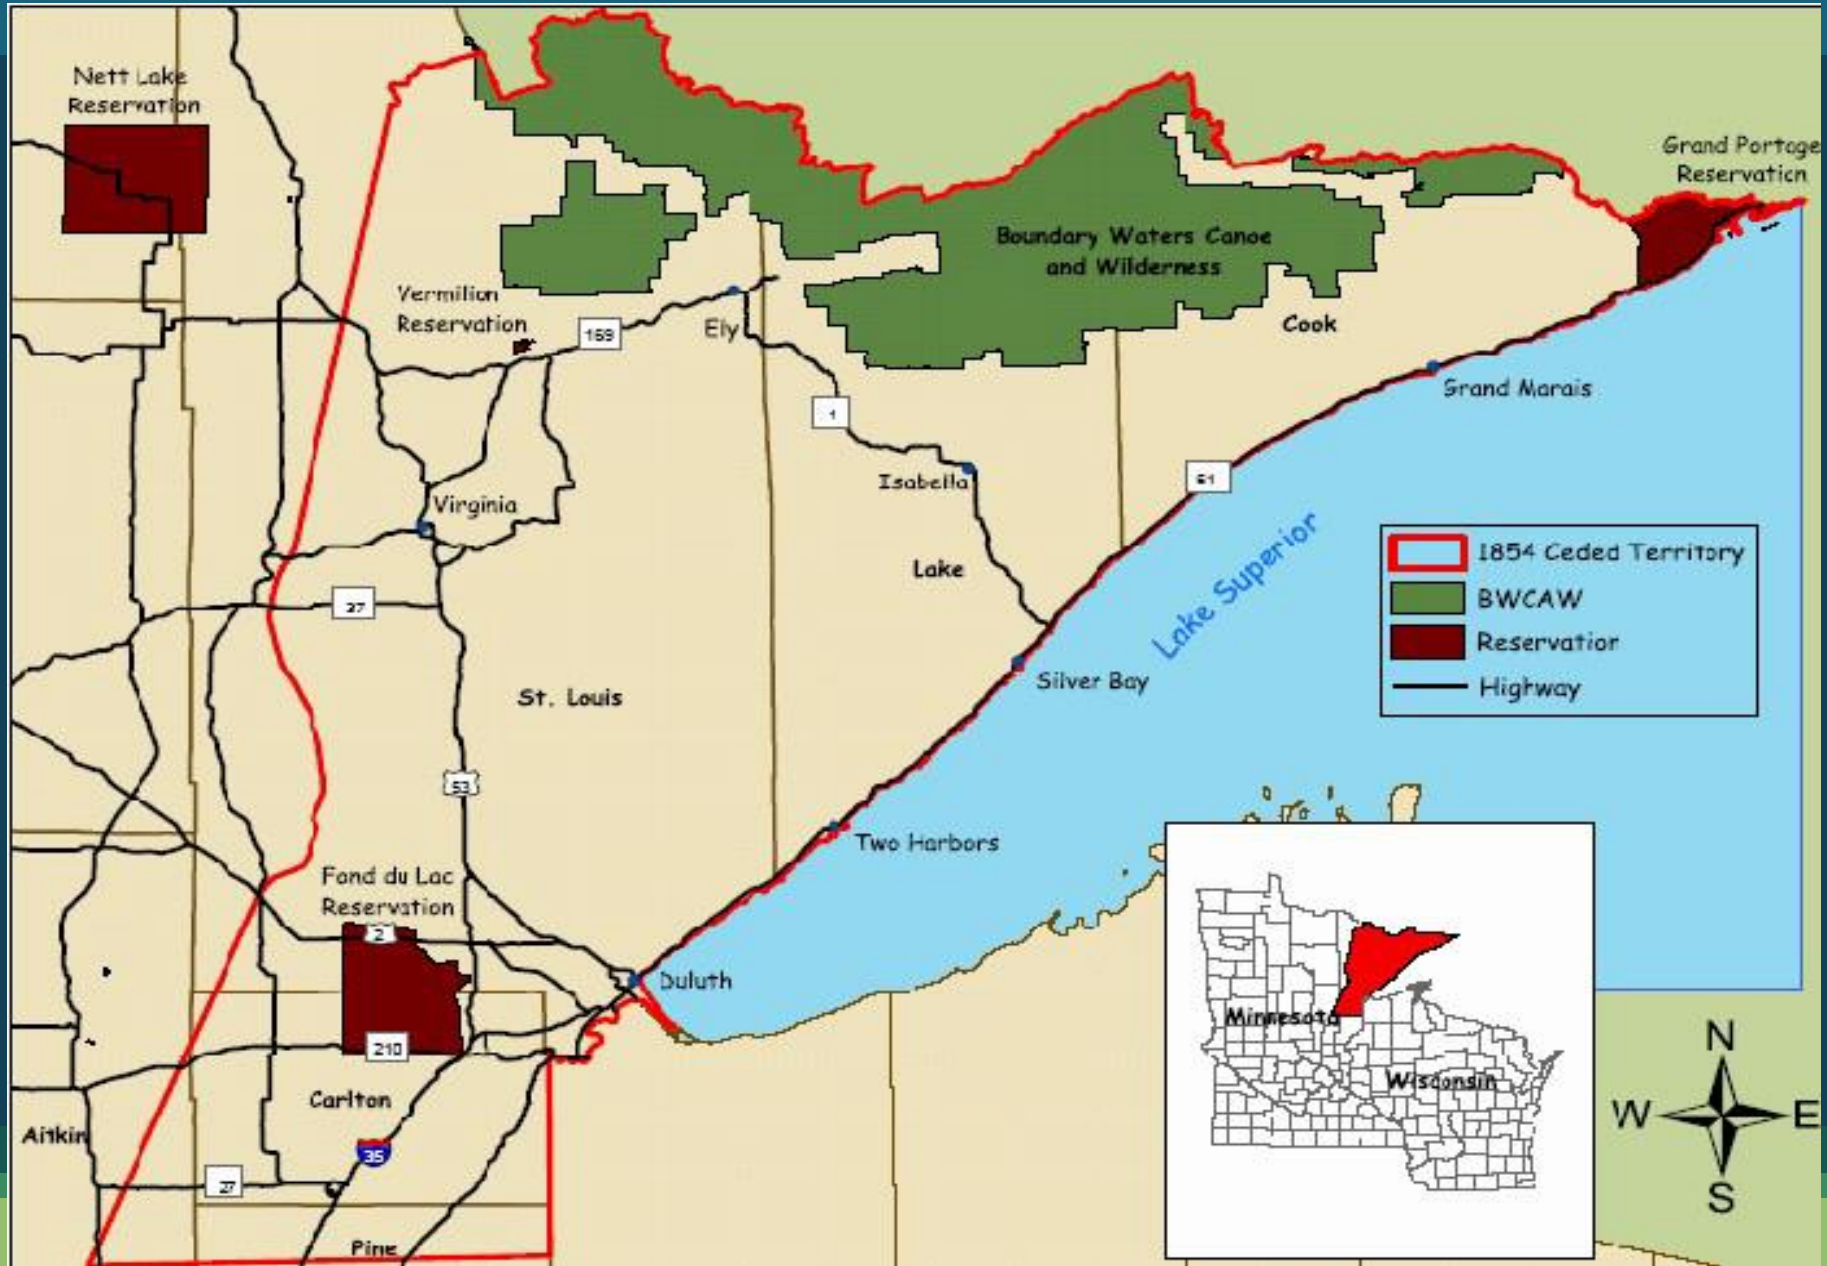 Nett Lake
Reservation
Grand Portage
Reservation
Boundary Waters Canoe
and Wilderness
Vermilion
Reservation
169
Ely
Cook
Grand Marais
1
Isabella
Virginia
61
Lake Superior
1854 Ceded Territory
BWCAW
Reservation
Highway
Lake
37
Silver Bay
St. Louis
53
Two Harbors
Fond du Lac
Reservation
2
Duluth
210
Carlton
Aitkin
35
27
Pine
Minnesota
Wisconsin
N
W
E
S